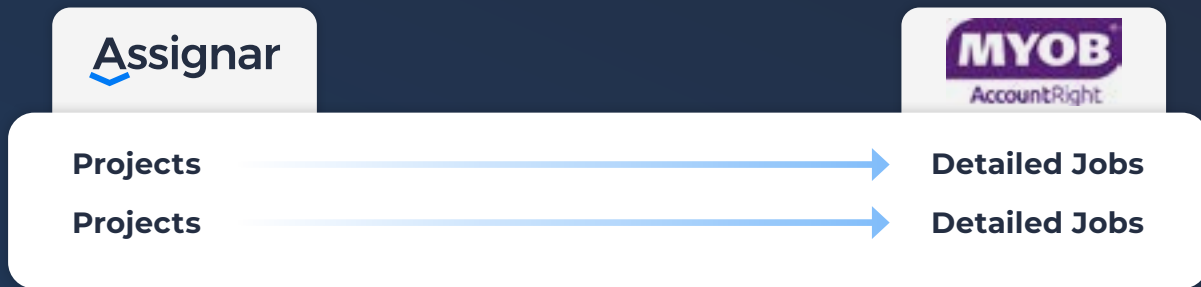 Assignar
MYOB
AccountRight
Projects
Detailed Jobs
Projects
Detailed Jobs